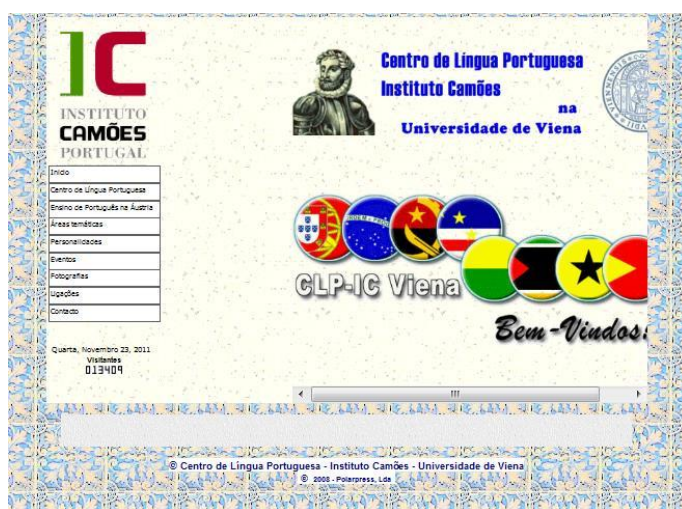 IC
INSTITUTO
CAMÕES
PORTUGAL
Centro de Língua Portuguesa
Instituto Camões
na
Universidade de Viena
Início
Centro de Língua Portuguesa
Ensino de Português na Áustria
Áreas temáticas
Personalidades
Eventos
Fotografias
Ligações
Contacto
CLP-IC Viena
Bem-Vindos!
Quarta, Novembro 23, 2011
Visitantes
013409
© Centro de Língua Portuguesa - Instituto Camões - Universidade de Viena
© 2008 - Polarpress, Lda